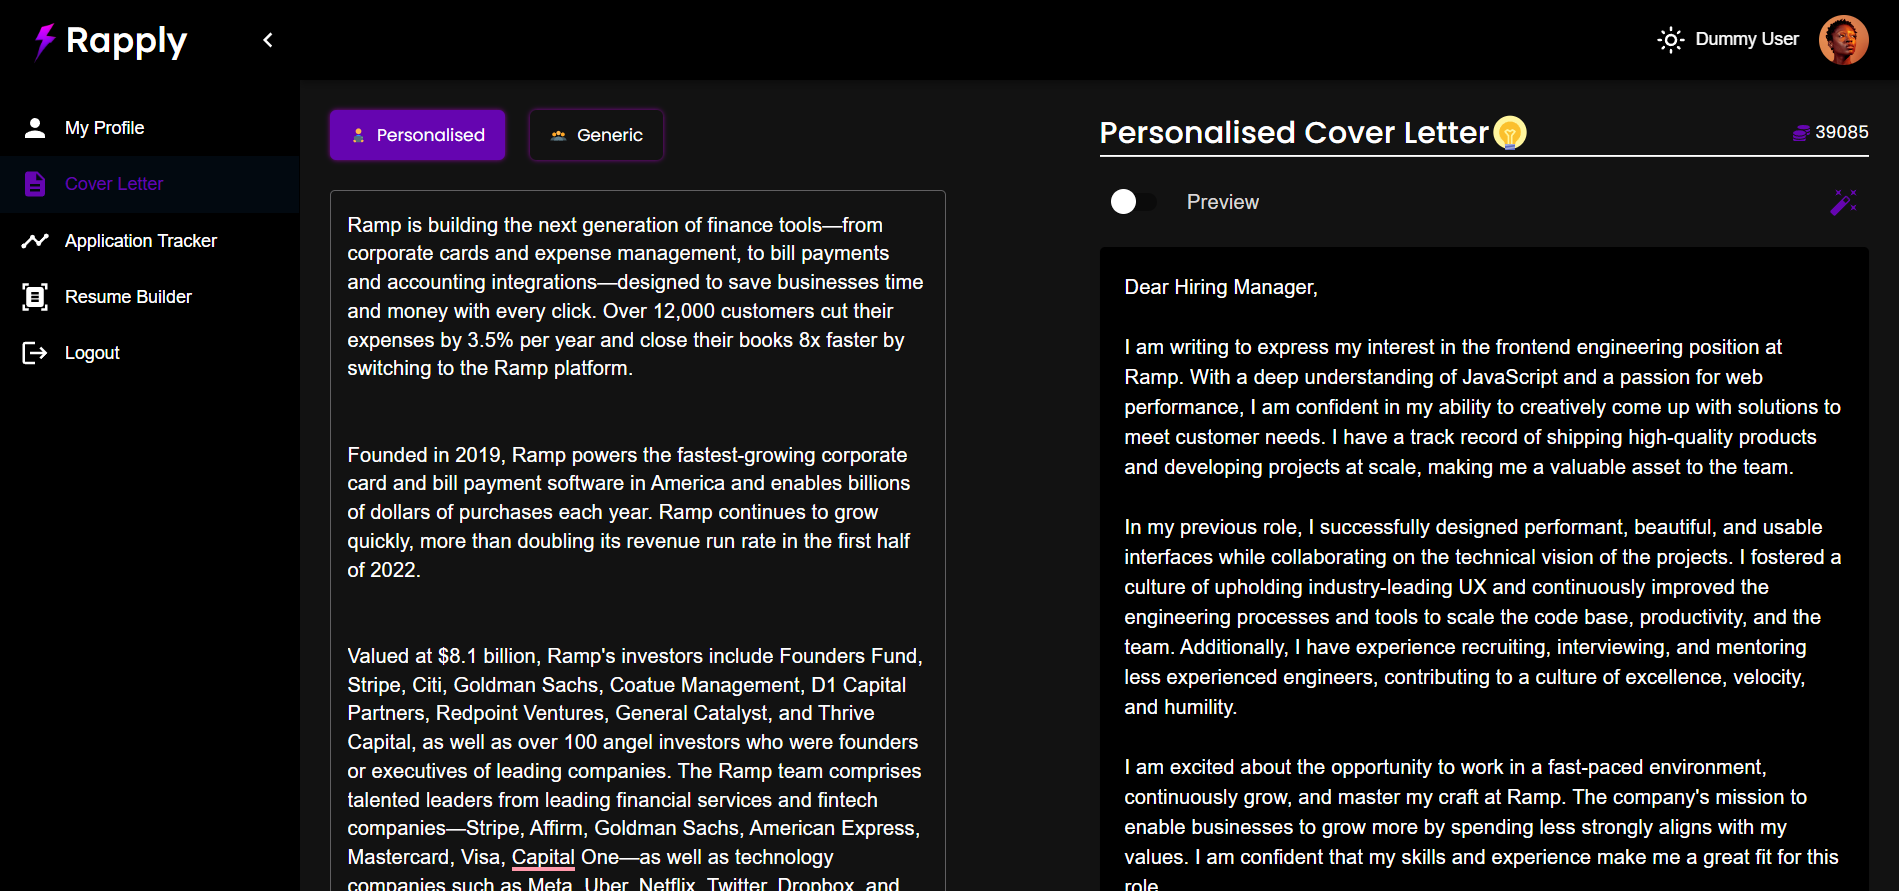 Rapply
Dummy User
My Profile
Cover Letter
Application Tracker
Resume Builder
Logout
Personalised
Generic
Ramp is building the next generation of finance tools—from
corporate cards and expense management, to bill payments
and accounting integrations—designed to save businesses time
and money with every click. Over 12,000 customers cut their
expenses by 3.5% per year and close their books 8x faster by
switching to the Ramp platform.
Founded in 2019, Ramp powers the fastest-growing corporate
card and bill payment software in America and enables billions
of dollars of purchases each year. Ramp continues to grow
quickly, more than doubling its revenue run rate in the first half
of 2022.
Valued at $8.1 billion, Ramp's investors include Founders Fund,
Stripe, Citi, Goldman Sachs, Coatue Management, D1 Capital
Partners, Redpoint Ventures, General Catalyst, and Thrive
Capital, as well as over 100 angel investors who were founders
or executives of leading companies. The Ramp team comprises
talented leaders from leading financial services and fintech
companies—Stripe, Affirm, Goldman Sachs, American Express,
Mastercard, Visa, Capital One—as well as technology
companies such as Meta, Uber, Netflix, Twitter, Dropbox, and
Personalised Cover Letter
39085
Preview
Dear Hiring Manager,
I am writing to express my interest in the frontend engineering position at
Ramp. With a deep understanding of JavaScript and a passion for web
performance, I am confident in my ability to creatively come up with solutions to
meet customer needs. I have a track record of shipping high-quality products
and developing projects at scale, making me a valuable asset to the team.
In my previous role, I successfully designed performant, beautiful, and usable
interfaces while collaborating on the technical vision of the projects. I fostered a
culture of upholding industry-leading UX and continuously improved the
engineering processes and tools to scale the code base, productivity, and the
team. Additionally, I have experience recruiting, interviewing, and mentoring
less experienced engineers, contributing to a culture of excellence, velocity,
and humility.
I am excited about the opportunity to work in a fast-paced environment,
continuously grow, and master my craft at Ramp. The company's mission to
enable businesses to grow more by spending less strongly aligns with my
values. I am confident that my skills and experience make me a great fit for this
role